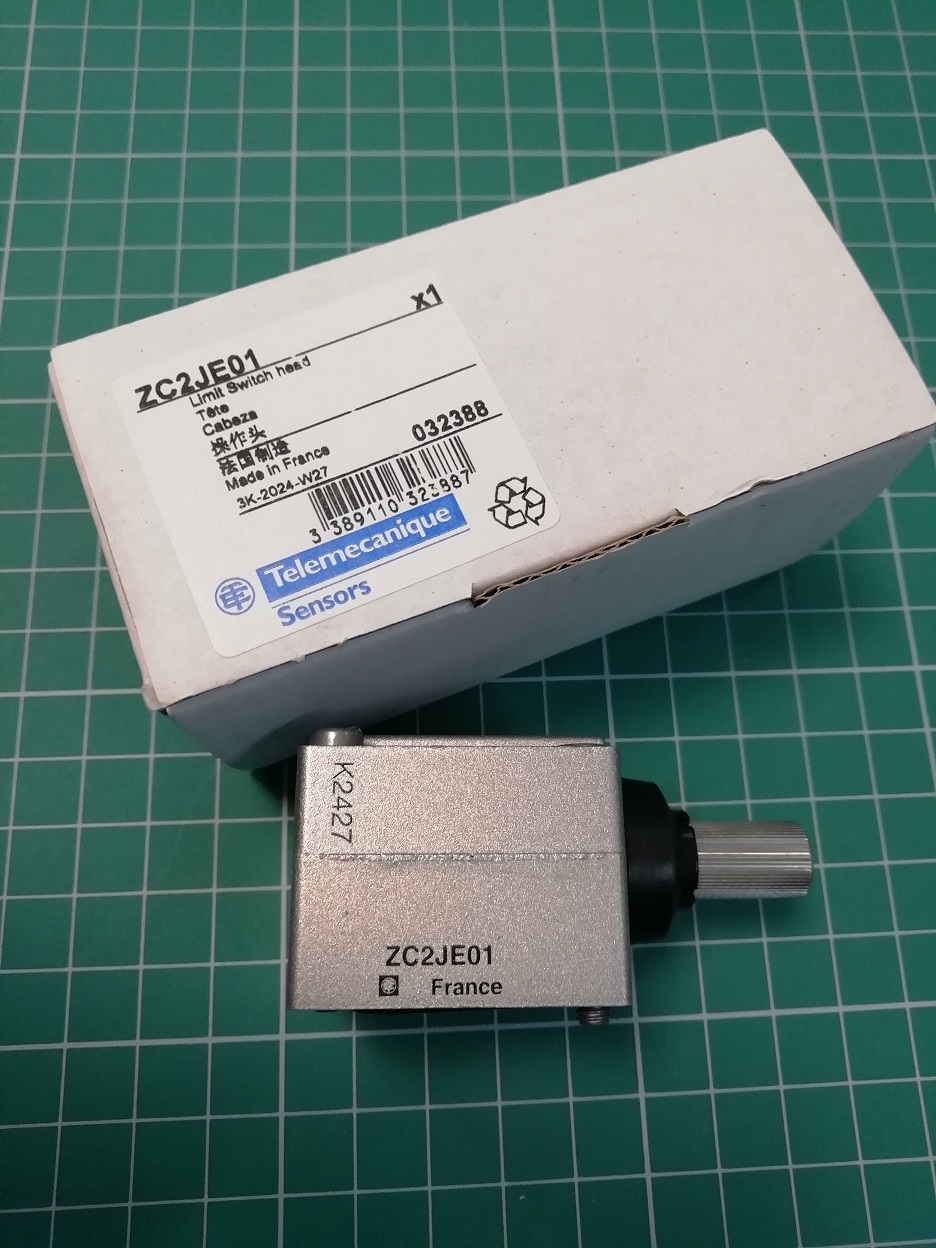 x1
ZC2JE01
Limit Switch head
Tête
Cabeza
操作头
法国制造
Made in France
032388
3K-2024-W27
3 389110 323887
Telemecanique
Sensors
K2427
ZC2JE01
France